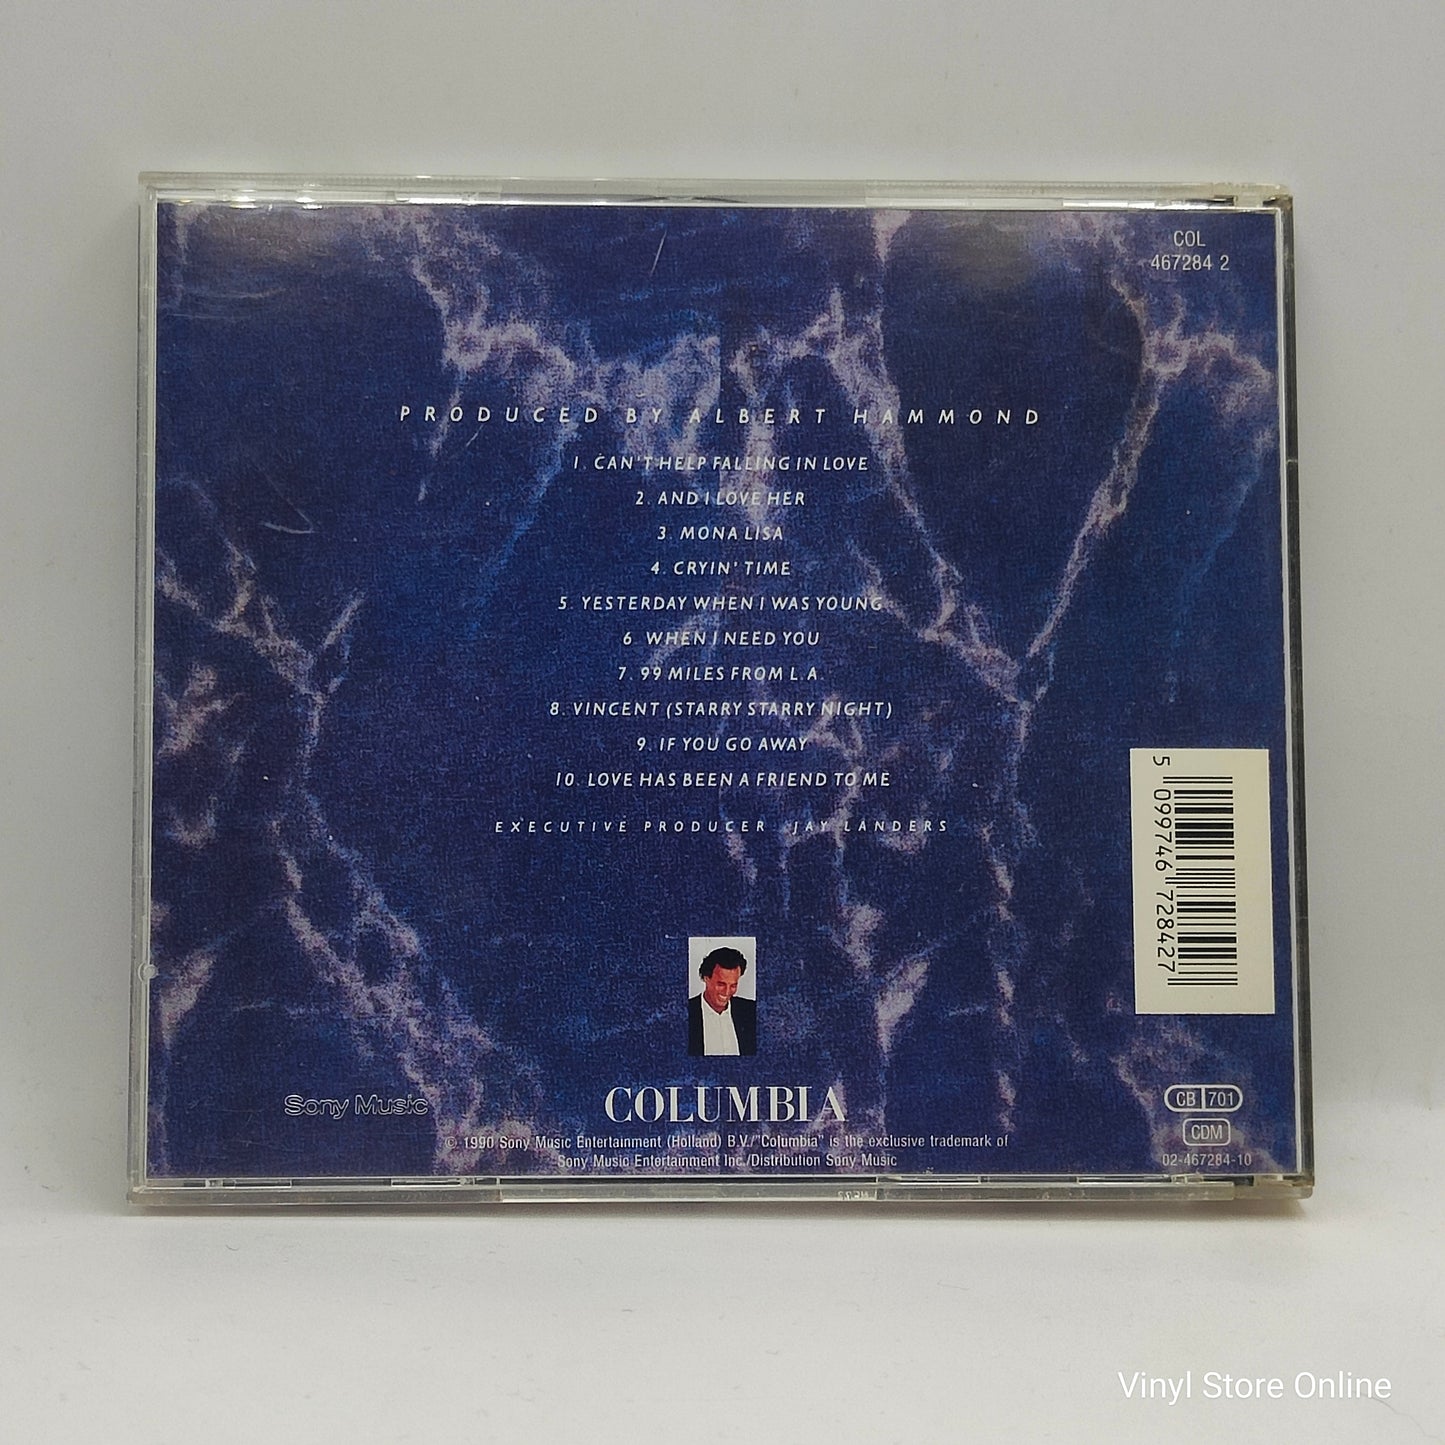 COL
467284 2
PRODUCED BY ALBERT HAMMOND
1. CAN'T HELP FALLING IN LOVE
2. AND I LOVE HER
3. MONA LISA
4. CRYIN' TIME
5. YESTERDAY WHEN I WAS YOUNG
6. WHEN I NEED YOU
7. 99 MILES FROM L.A
8. VINCENT (STARRY STARRY NIGHT)
9. IF YOU GO AWAY
10. LOVE HAS BEEN A FRIEND TO ME
EXECUTIVE PRODUCER JAY LANDERS
5 099746 728427
Sony Music
COLUMBIA
© 1990 Sony Music Entertainment (Holland) B.V./"Columbia" is the exclusive trademark of
Sony Music Entertainment Inc./Distribution Sony Music
CB 701
CDM
02-467284-10
Vinyl Store Online